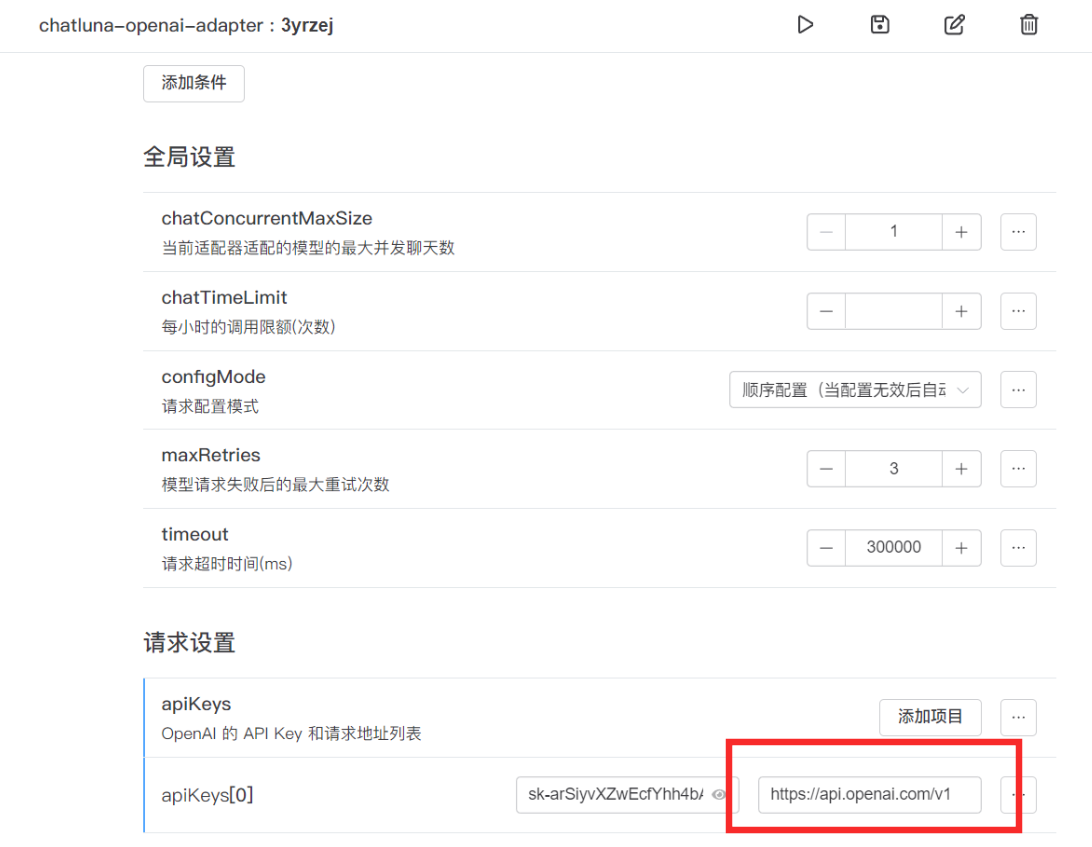 chatluna-openai-adapter : 3yrzej
添加条件
全局设置
chatConcurrentMaxSize
当前适配器适配的模型的最大并发聊天数
1
chatTimeLimit
每小时的调用限额(次数)
configMode
请求配置模式
顺序配置（当配置无效后自
maxRetries
模型请求失败后的最大重试次数
3
timeout
请求超时时间(ms)
300000
请求设置
apiKeys
OpenAI 的 API Key 和请求地址列表
添加项目
apiKeys[0]
sk-arSiyvXZwEcfYhh4b
https://api.openai.com/v1